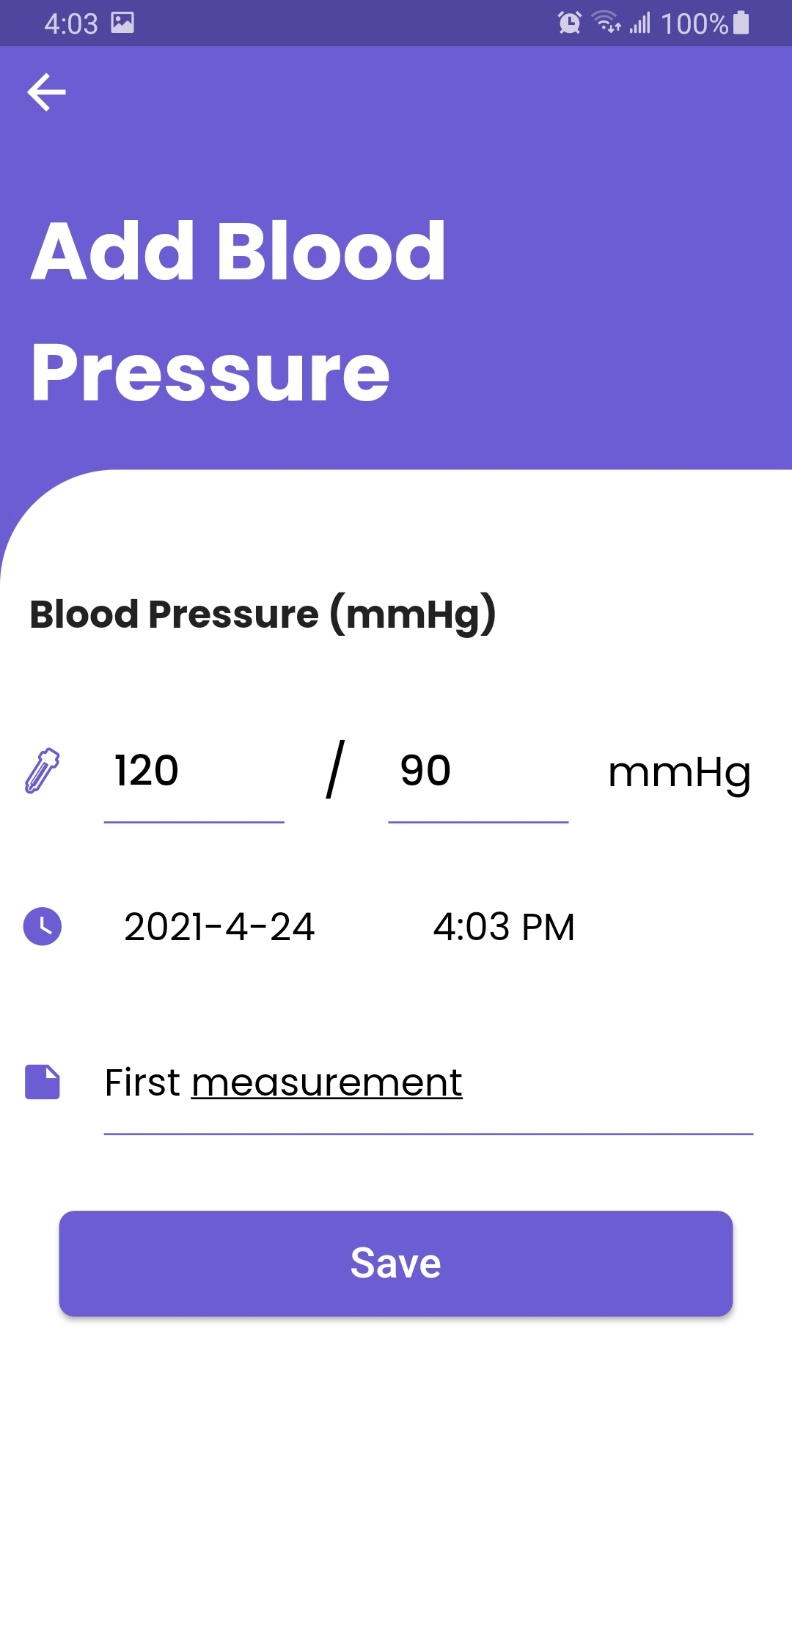 4:03 100%
Add Blood
Pressure
Blood Pressure (mmHg)
120 / 90 mmHg
2021-4-24 4:03 PM
First measurement
Save